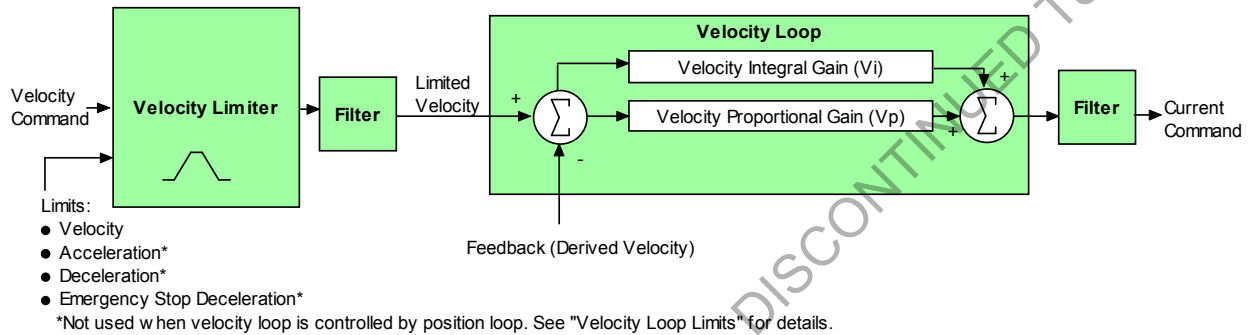 Velocity Loop
Velocity Integral Gain (Vi)
+
Velocity
Command
Velocity Limiter
Filter
Limited
Velocity
+
Σ
Velocity Proportional Gain (Vp)
+
Σ
Filter
Current
Command
-
Limits:
● Velocity
● Acceleration*
● Deceleration*
● Emergency Stop Deceleration*
*Not used when velocity loop is controlled by position loop. See "Velocity Loop Limits" for details.
Feedback (Derived Velocity)
DISCONTINUED